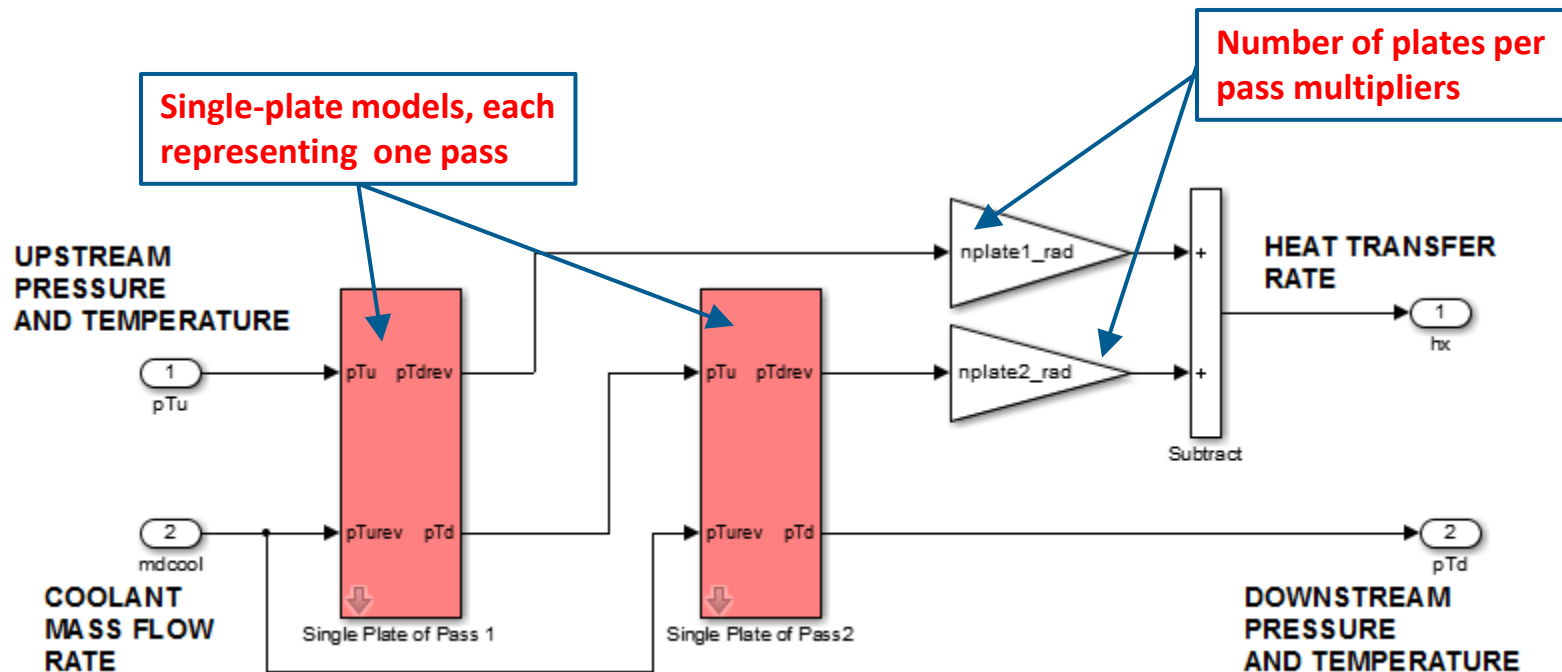 Number of plates per
pass multipliers
Single-plate models, each
representing one pass
UPSTREAM
PRESSURE
AND TEMPERATURE
1
pTu
2
mdcool
COOLANT
MASS FLOW
RATE
pTu pTdrev
pTurev pTd
Single Plate of Pass 1
pTu pTdrev
pTurev pTd
Single Plate of Pass2
nplate1_rad
nplate2_rad
+
+
Subtract
HEAT TRANSFER
RATE
1
hx
2
pTd
DOWNSTREAM
PRESSURE
AND TEMPERATURE